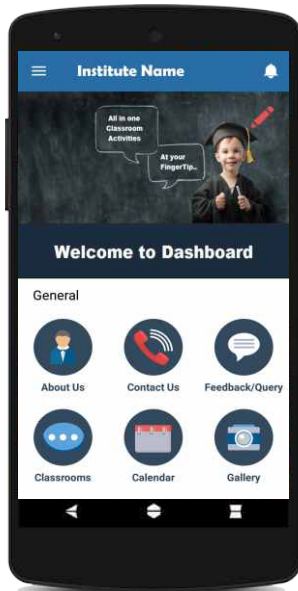 Institute Name
All in one
Classroom
Activities
At your
FingerTip..
Welcome to Dashboard
General
About Us
Contact Us
Feedback/Query
Classrooms
Calendar
Gallery